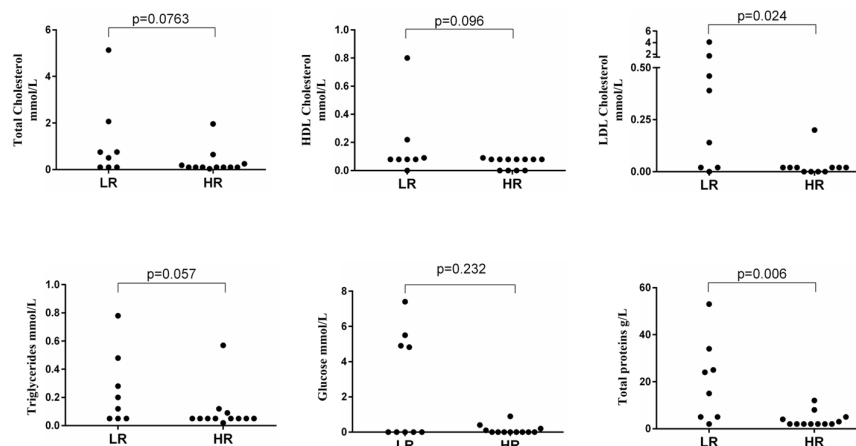 p=0.0763
Total Cholesterol
mmol/L
6
4
2
0
LR
HR
p=0.096
HDL Cholesterol
mmol/L
1.0
0.8
0.6
0.4
0.2
0.0
LR
HR
p=0.024
LDL Cholesterol
mmol/L
6
4
2
0.50
0.25
0.00
LR
HR
p=0.057
Triglycerides mmol/L
1.0
0.8
0.6
0.4
0.2
0.0
LR
HR
p=0.232
Glucose mmol/L
8
6
4
2
0
LR
HR
p=0.006
Total proteins g/L
60
40
20
0
LR
HR